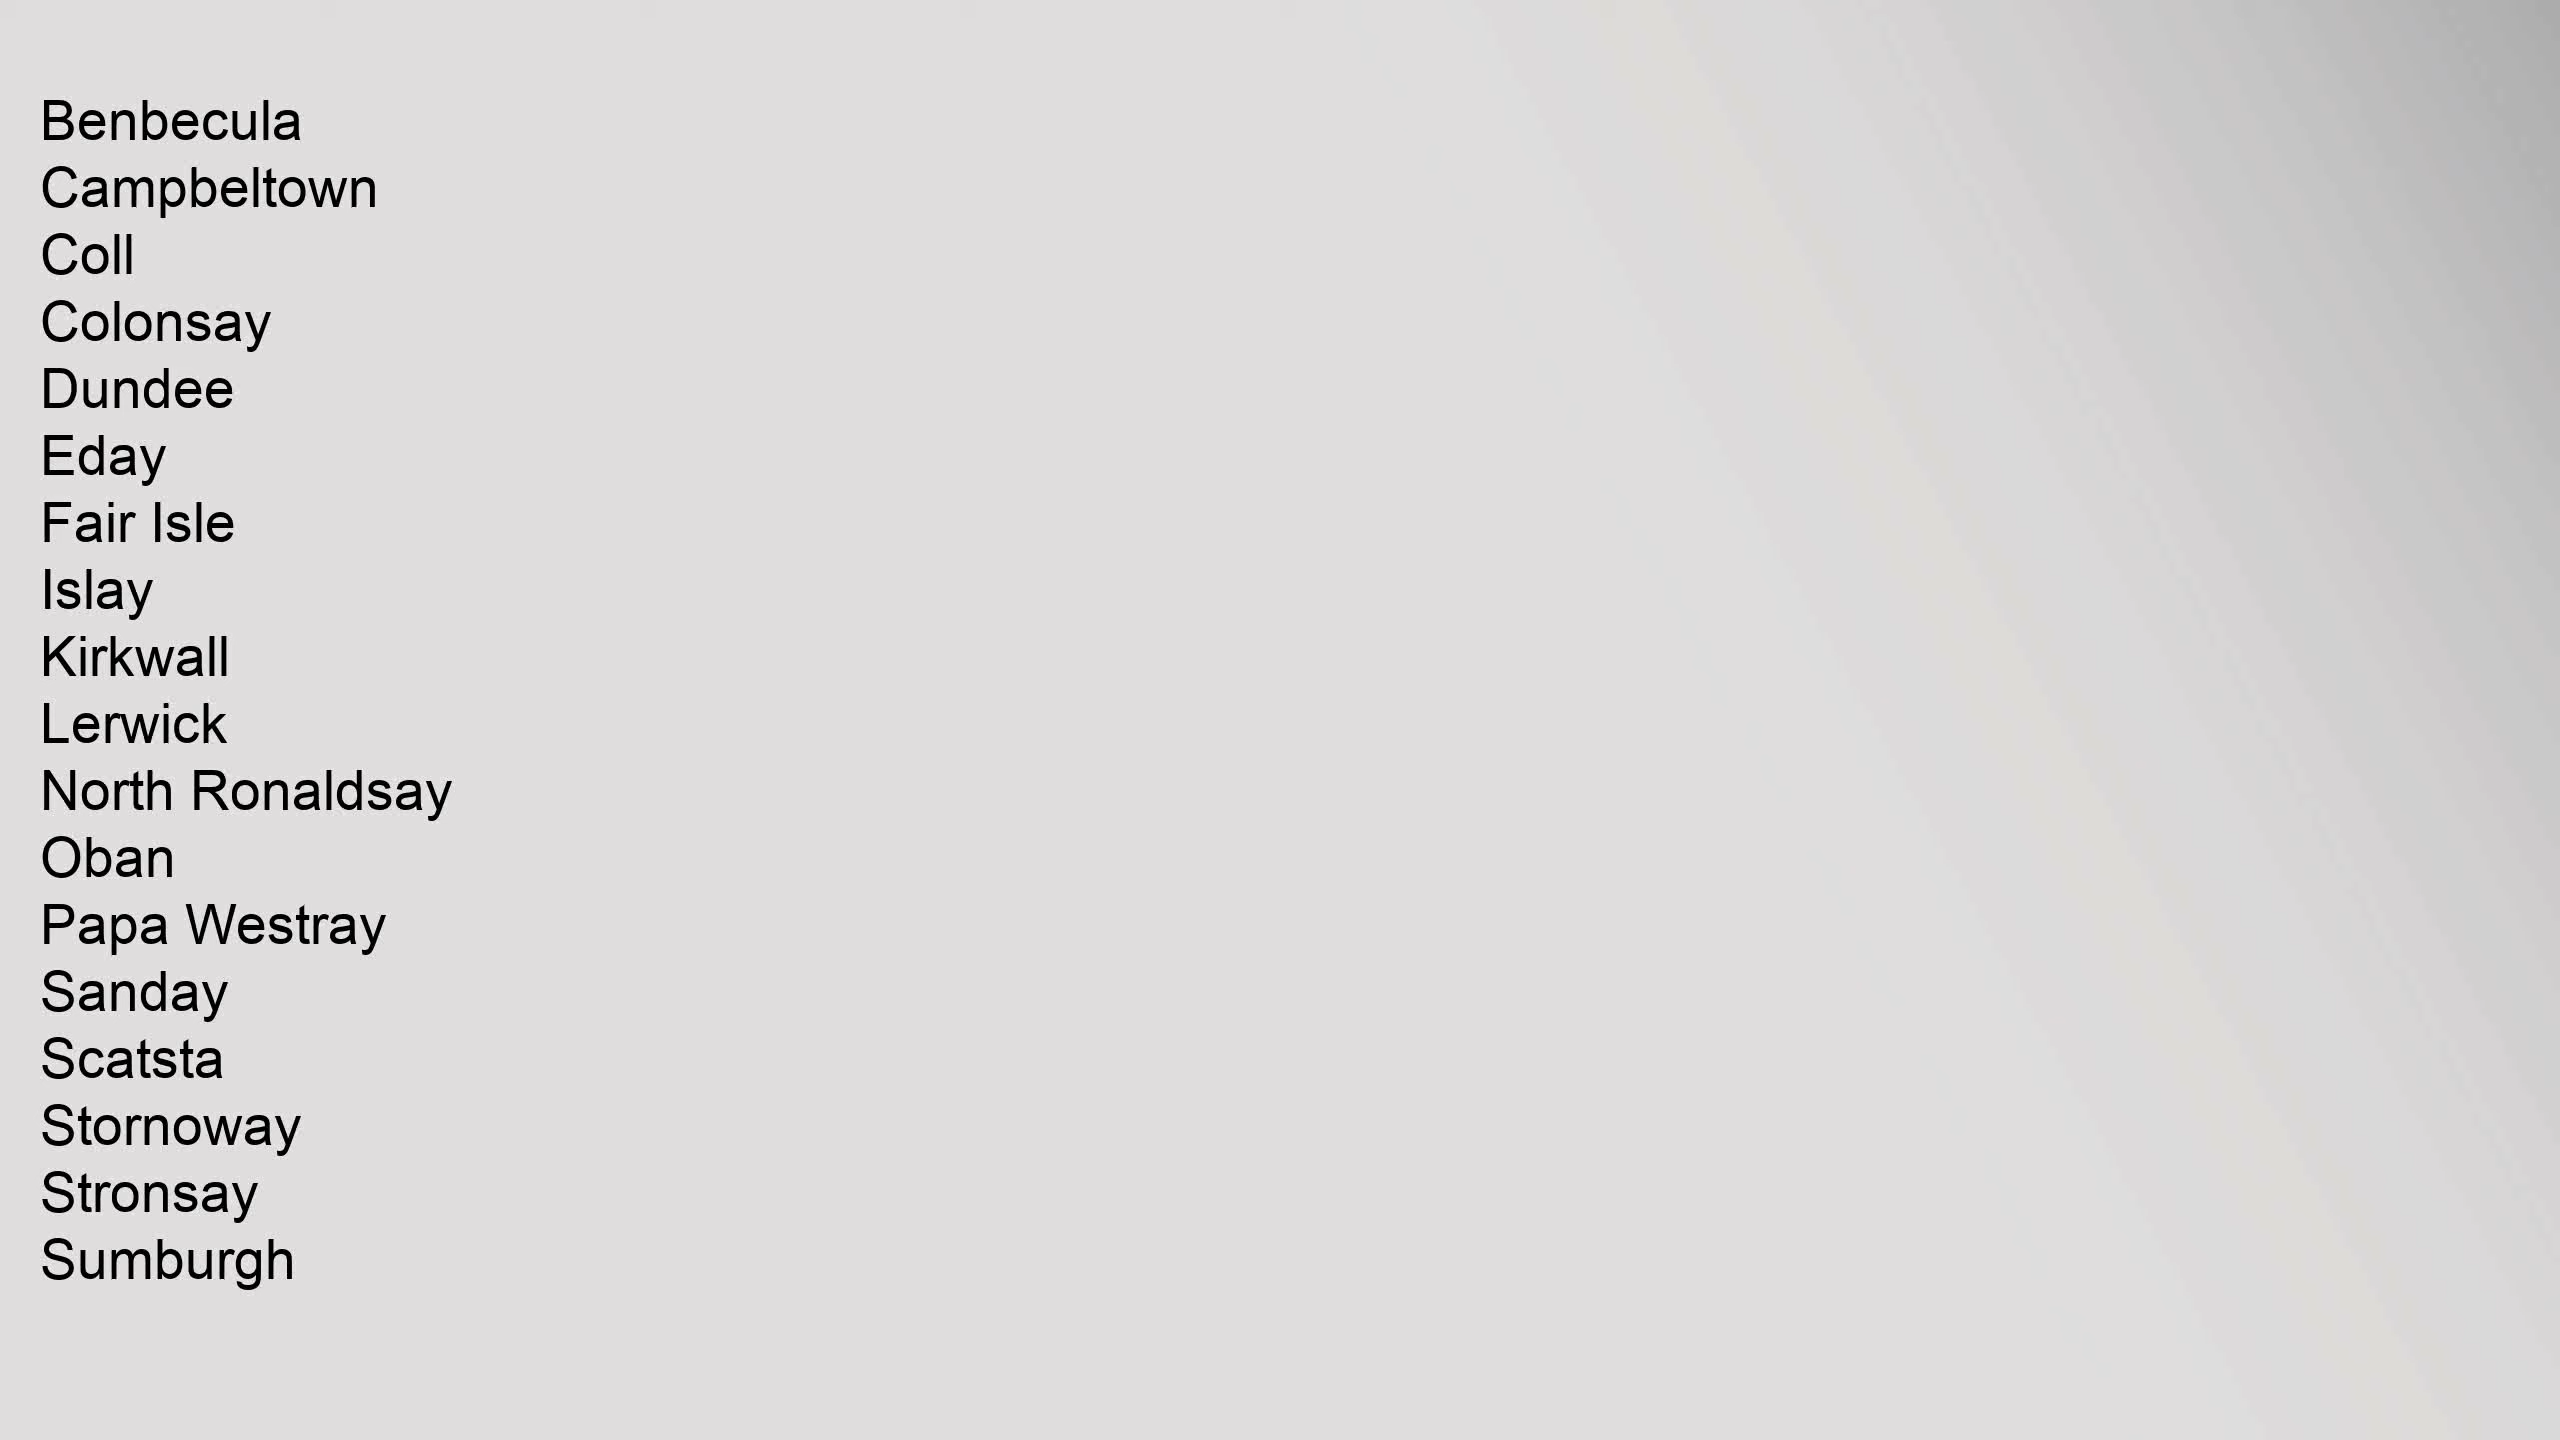 Benbecula
Campbeltown
Coll
Colonsay
Dundee
Eday
Fair Isle
Islay
Kirkwall
Lerwick
North Ronaldsay
Oban
Papa Westray
Sanday
Scatsta
Stornoway
Stronsay
Sumburgh